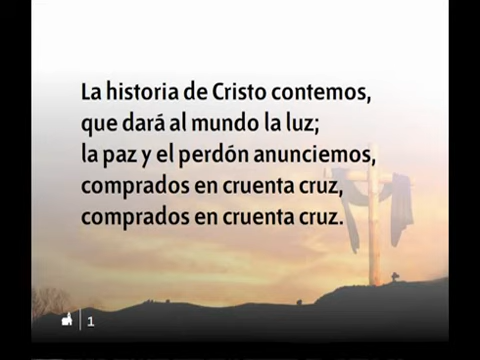 La historia de Cristo contemos,
que dará al mundo la luz;
la paz y el perdón anunciemos,
comprados en cruenta cruz,
comprados en cruenta cruz.
1